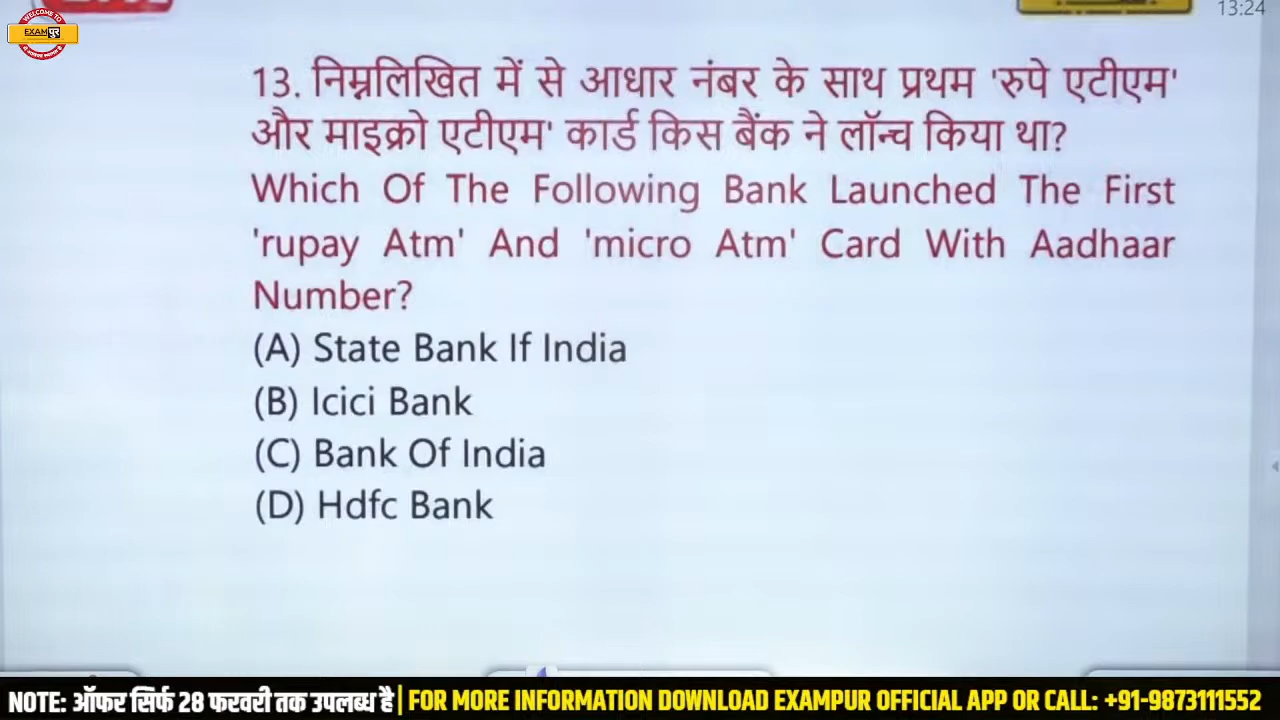 13:24
WELCOME TO
EXAMपुर
13. निम्नलिखित में से आधार नंबर के साथ प्रथम 'रुपे एटीएम'
और माइक्रो एटीएम' कार्ड किस बैंक ने लॉन्च किया था?
Which Of The Following Bank Launched The First
'rupay Atm' And 'micro Atm' Card With Aadhaar
Number?
(A) State Bank If India
(B) Icici Bank
(C) Bank Of India
(D) Hdfc Bank
NOTE: ऑफर सिर्फ 28 फरवरी तक उपलब्ध है | FOR MORE INFORMATION DOWNLOAD EXAMPUR OFFICIAL APP OR CALL: +91-9873111552